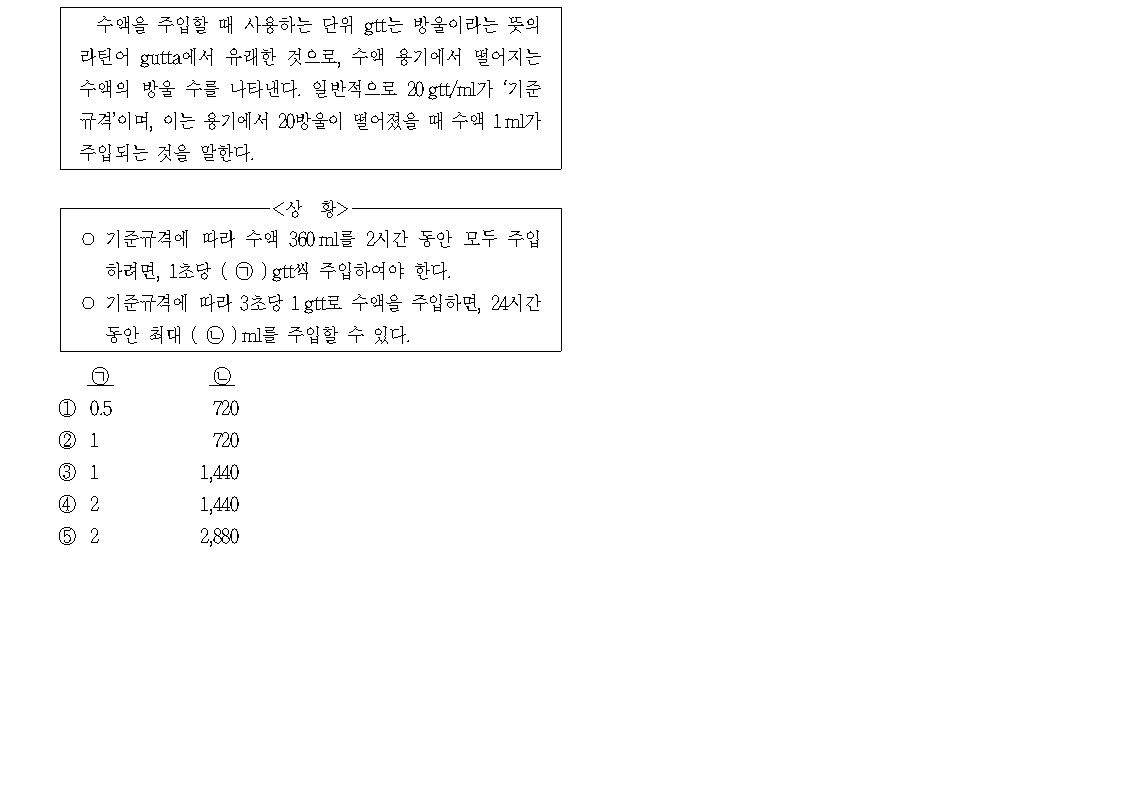 수액을 주입할 때 사용하는 단위 gtt는 방울이라는 뜻의
라틴어 gutta에서 유래한 것으로, 수액 용기에서 떨어지는
수액의 방울 수를 나타낸다. 일반적으로 20 gtt/ml가 ‘기준
규격’이며, 이는 용기에서 20방울이 떨어졌을 때 수액 1 ml가
주입되는 것을 말한다.
<상 황>
○ 기준규격에 따라 수액 360 ml를 2시간 동안 모두 주입
하려면, 1초당 ( ㉠ ) gtt씩 주입하여야 한다.
○ 기준규격에 따라 3초당 1 gtt로 수액을 주입하면, 24시간
동안 최대 ( ㉡ ) ml를 주입할 수 있다.
㉠ ㉡
① 0.5 720
② 1 720
③ 1 1,440
④ 2 1,440
⑤ 2 2,880